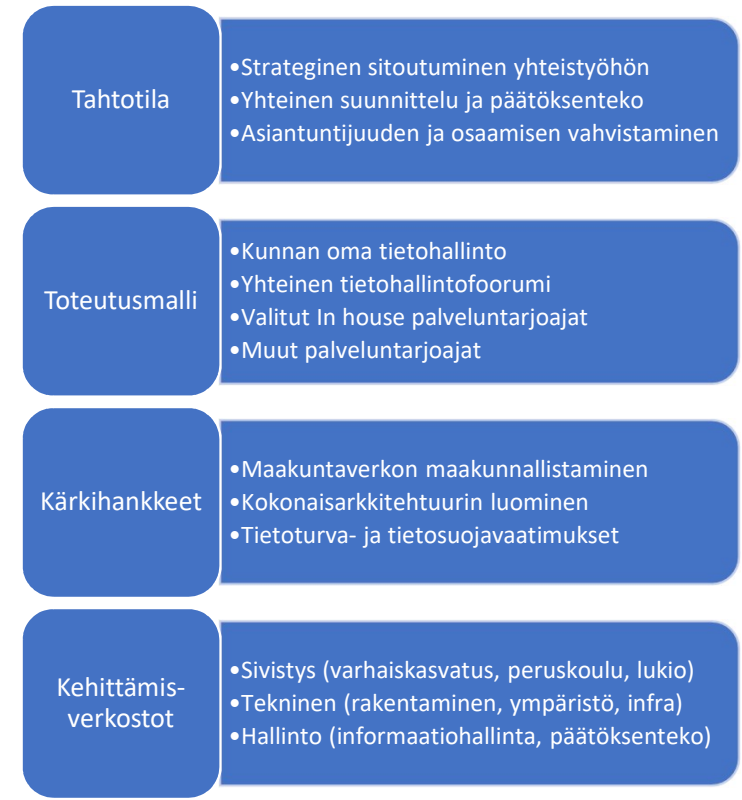 Tahtotila
•Strateginen sitoutuminen yhteistyöhön
•Yhteinen suunnittelu ja päätöksenteko
•Asiantuntijuuden ja osaamisen vahvistaminen
Toteutusmalli
•Kunnan oma tietohallinto
•Yhteinen tietohallintofoorumi
•Valitut In house palveluntarjoajat
•Muut palveluntarjoajat
Kärkihankkeet
•Maakuntaverkon maakunnallistaminen
•Kokonaisarkkitehtuurin luominen
•Tietoturva- ja tietosuojavaatimukset
Kehittämis-
verkostot
•Sivistys (varhaiskasvatus, peruskoulu, lukio)
•Tekninen (rakentaminen, ympäristö, infra)
•Hallinto (informaatiohallinta, päätöksenteko)